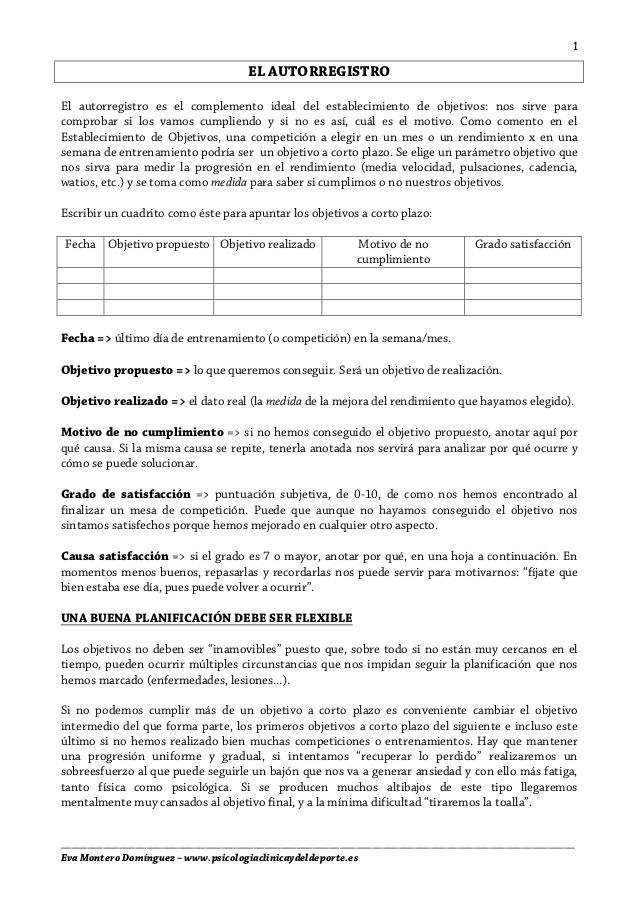 1
EL AUTORREGISTRO
El autorregistro es el complemento ideal del establecimiento de objetivos: nos sirve para
comprobar si los vamos cumpliendo y si no es así, cuál es el motivo. Como comento en el
Establecimiento de Objetivos, una competición a elegir en un mes o un rendimiento x en una
semana de entrenamiento podría ser un objetivo a corto plazo. Se elige un parámetro objetivo que
nos sirva para medir la progresión en el rendimiento (media velocidad, pulsaciones, cadencia,
watios, etc.) y se toma como medida para saber si cumplimos o no nuestros objetivos.
Escribir un cuadrito como éste para apuntar los objetivos a corto plazo:
Fecha Objetivo propuesto Objetivo realizado Motivo de no Grado satisfacción
cumplimiento
Fecha => último día de entrenamiento (o competición) en la semana/mes.
Objetivo propuesto => lo que queremos conseguir. Será un objetivo de realización.
Objetivo realizado => el dato real (la medida de la mejora del rendimiento que hayamos elegido).
Motivo de no cumplimiento => si no hemos conseguido el objetivo propuesto, anotar aquí por
qué causa. Si la misma causa se repite, tenerla anotada nos servirá para analizar por qué ocurre y
cómo se puede solucionar.
Grado de satisfacción => puntuación subjetiva, de 0-10, de como nos hemos encontrado al
finalizar un mesa de competición. Puede que aunque no hayamos conseguido el objetivo nos
sintamos satisfechos porque hemos mejorado en cualquier otro aspecto.
Causa satisfacción => si el grado es 7 o mayor, anotar por qué, en una hoja a continuación. En
momentos menos buenos, repasarlas y recordarlas nos puede servir para motivarnos: “fíjate que
bien estaba ese día, pues puede volver a ocurrir”.
UNA BUENA PLANIFICACIÓN DEBE SER FLEXIBLE
Los objetivos no deben ser “inamovibles” puesto que, sobre todo si no están muy cercanos en el
tiempo, pueden ocurrir múltiples circunstancias que nos impidan seguir la planificación que nos
hemos marcado (enfermedades, lesiones...).
Si no podemos cumplir más de un objetivo a corto plazo es conveniente cambiar el objetivo
intermedio del que forma parte, los primeros objetivos a corto plazo del siguiente e incluso este
último si no hemos realizado bien muchas competiciones o entrenamientos. Hay que mantener
una progresión uniforme y gradual, si intentamos “recuperar lo perdido” realizaremos un
sobreesfuerzo al que puede seguirle un bajón que nos va a generar ansiedad y con ello más fatiga,
tanto física como psicológica. Si se producen muchos altibajos de este tipo llegaremos
mentalmente muy cansados al objetivo final, y a la mínima dificultad “tiraremos la toalla”.
Eva Montero Domínguez – www.psicologiaclinicaydeldeporte.es